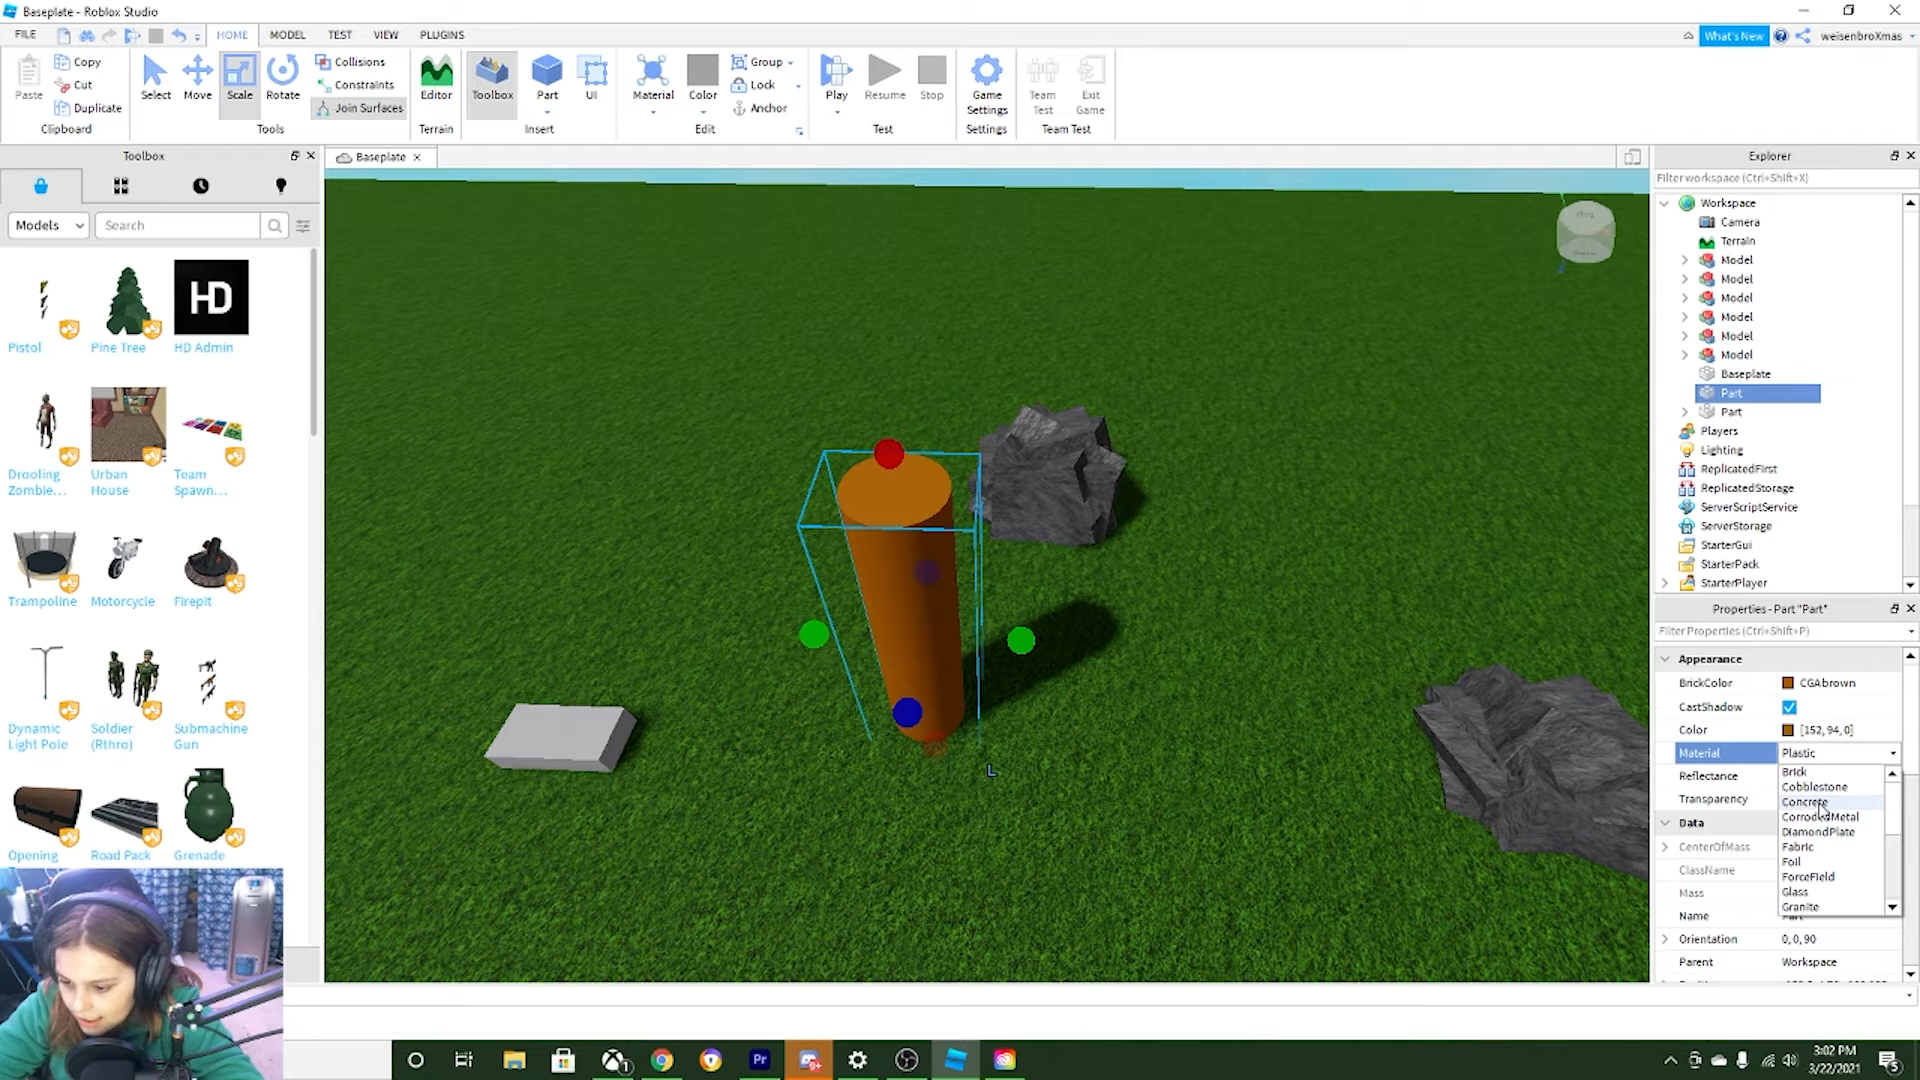 Baseplate - Roblox Studio
FILE HOME MODEL TEST VIEW PLUGINS What's New weisenbroXmas
Paste Copy Cut Duplicate Clipboard
Select Move Scale Rotate Collisions Constraints Join Surfaces Tools
Editor Terrain
Toolbox Part UI Insert
Material Color Group Lock Anchor Edit
Play Resume Stop Test
Game Settings Settings
Team Test Exit Game Team Test
Toolbox
Models Search
Pistol Pine Tree HD Admin
HD
Drooling Zombie... Urban House Team Spawn...
Trampoline Motorcycle Firepit
Dynamic Light Pole Soldier (Rthro) Submachine Gun
Opening Road Pack Grenade
Baseplate
L
Explorer
Filter workspace (Ctrl+Shift+X)
Workspace
Camera
Terrain
Model
Model
Model
Model
Model
Model
Baseplate
Part
Part
Players
Lighting
ReplicatedFirst
ReplicatedStorage
ServerScriptService
ServerStorage
StarterGui
StarterPack
StarterPlayer
Properties - Part "Part"
Filter Properties (Ctrl+Shift+P)
Appearance
BrickColor CGA brown
CastShadow
Color [152, 94, 0]
Material Plastic
Reflectance
Transparency
Data
CenterOfMass
ClassName
Mass
Name
Brick
Cobblestone
Concrete
CorrodedMetal
DiamondPlate
Fabric
Foil
ForceField
Glass
Granite
Orientation 0, 0, 90
Parent Workspace
Pr
9+
1
3:02 PM
3/22/2021
5